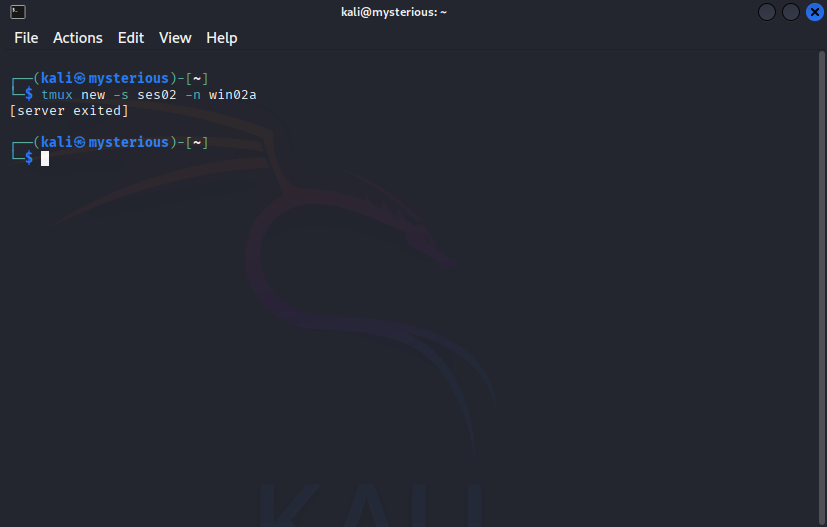 kali@mysterious: ~
File Actions Edit View Help
┌──(kali㉿mysterious)-[~]
└─$ tmux new -s ses02 -n win02a
[server exited]
┌──(kali㉿mysterious)-[~]
└─$
KALI